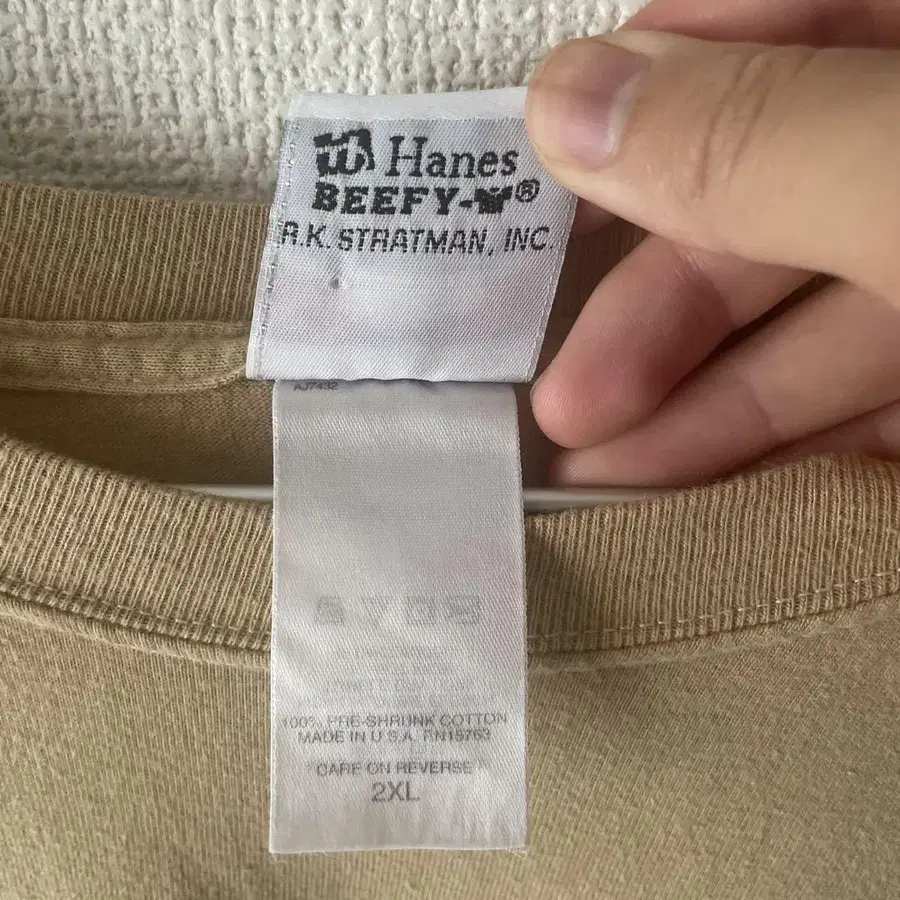 Hanes
BEEFY-T®
R.K. STRATMAN, INC.
AJ7432
100% PRE-SHRUNK COTTON
MADE IN U.S.A. RN15763
CARE ON REVERSE
2XL